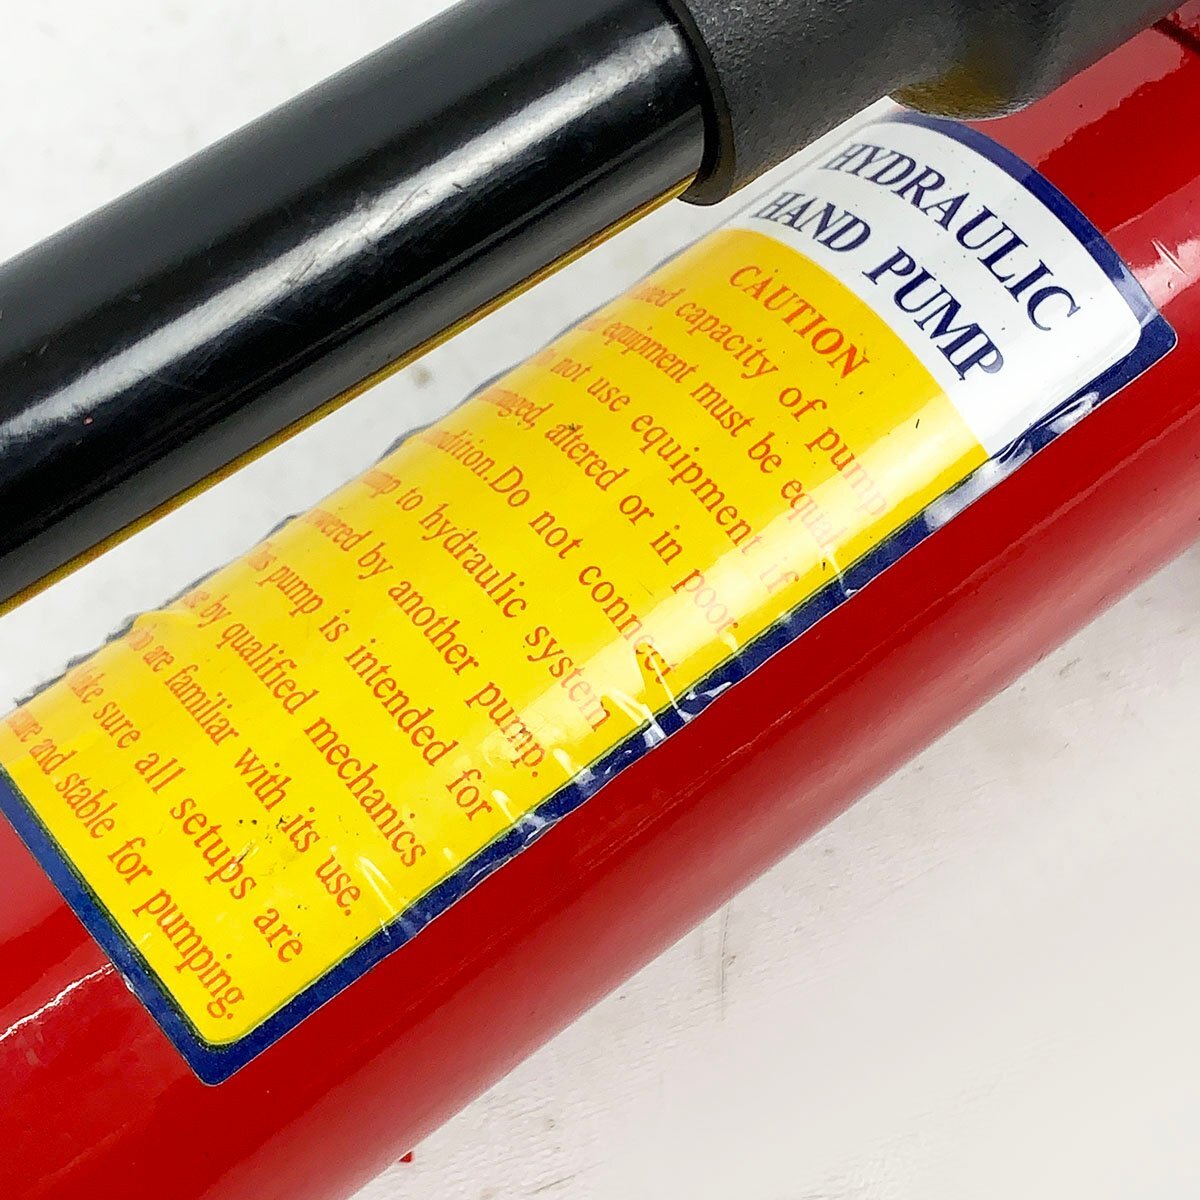 HYDRAULIC
HAND PUMP
CAUTION
capacity of pump
equipment must be equal.
not use equipment if
altered or in poor
Do not connect
to hydraulic system
by another pump.
pump is intended for
by qualified mechanics
are familiar with its use.
sure all setups are
and stable for pumping.